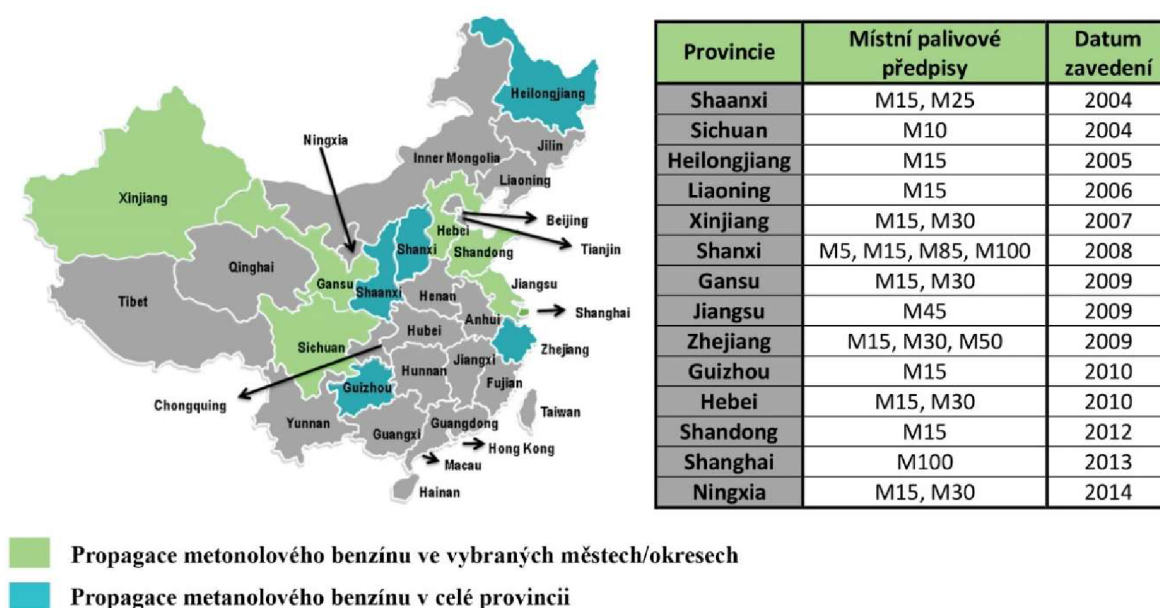 Heilongjiang
Ningxia
Jilin
Inner Mongolia
Liaoning
Xinjiang
Beijing
Hebei
Tianjin
Shanxi
Shandong
Qinghai
Gansu
Jiangsu
Shaanxi
Henan
Tibet
Shanghai
Anhui
Hubei
Sichuan
Zhejiang
Jiangxi
Hunnan
Guizhou
Fujian
Chongquing
Taiwan
Yunnan
Guangdong
Guangxi
Hong Kong
Macau
Hainan
Provincie Místní palivové předpisy Datum zavedení
Shaanxi M15, M25 2004
Sichuan M10 2004
Heilongjiang M15 2005
Liaoning M15 2006
Xinjiang M15, M30 2007
Shanxi M5, M15, M85, M100 2008
Gansu M15, M30 2009
Jiangsu M45 2009
Zhejiang M15, M30, M50 2009
Guizhou M15 2010
Hebei M15, M30 2010
Shandong M15 2012
Shanghai M100 2013
Ningxia M15, M30 2014
Propagace metonolového benzínu ve vybraných městech/okresech
Propagace metanolového benzínu v celé provincii